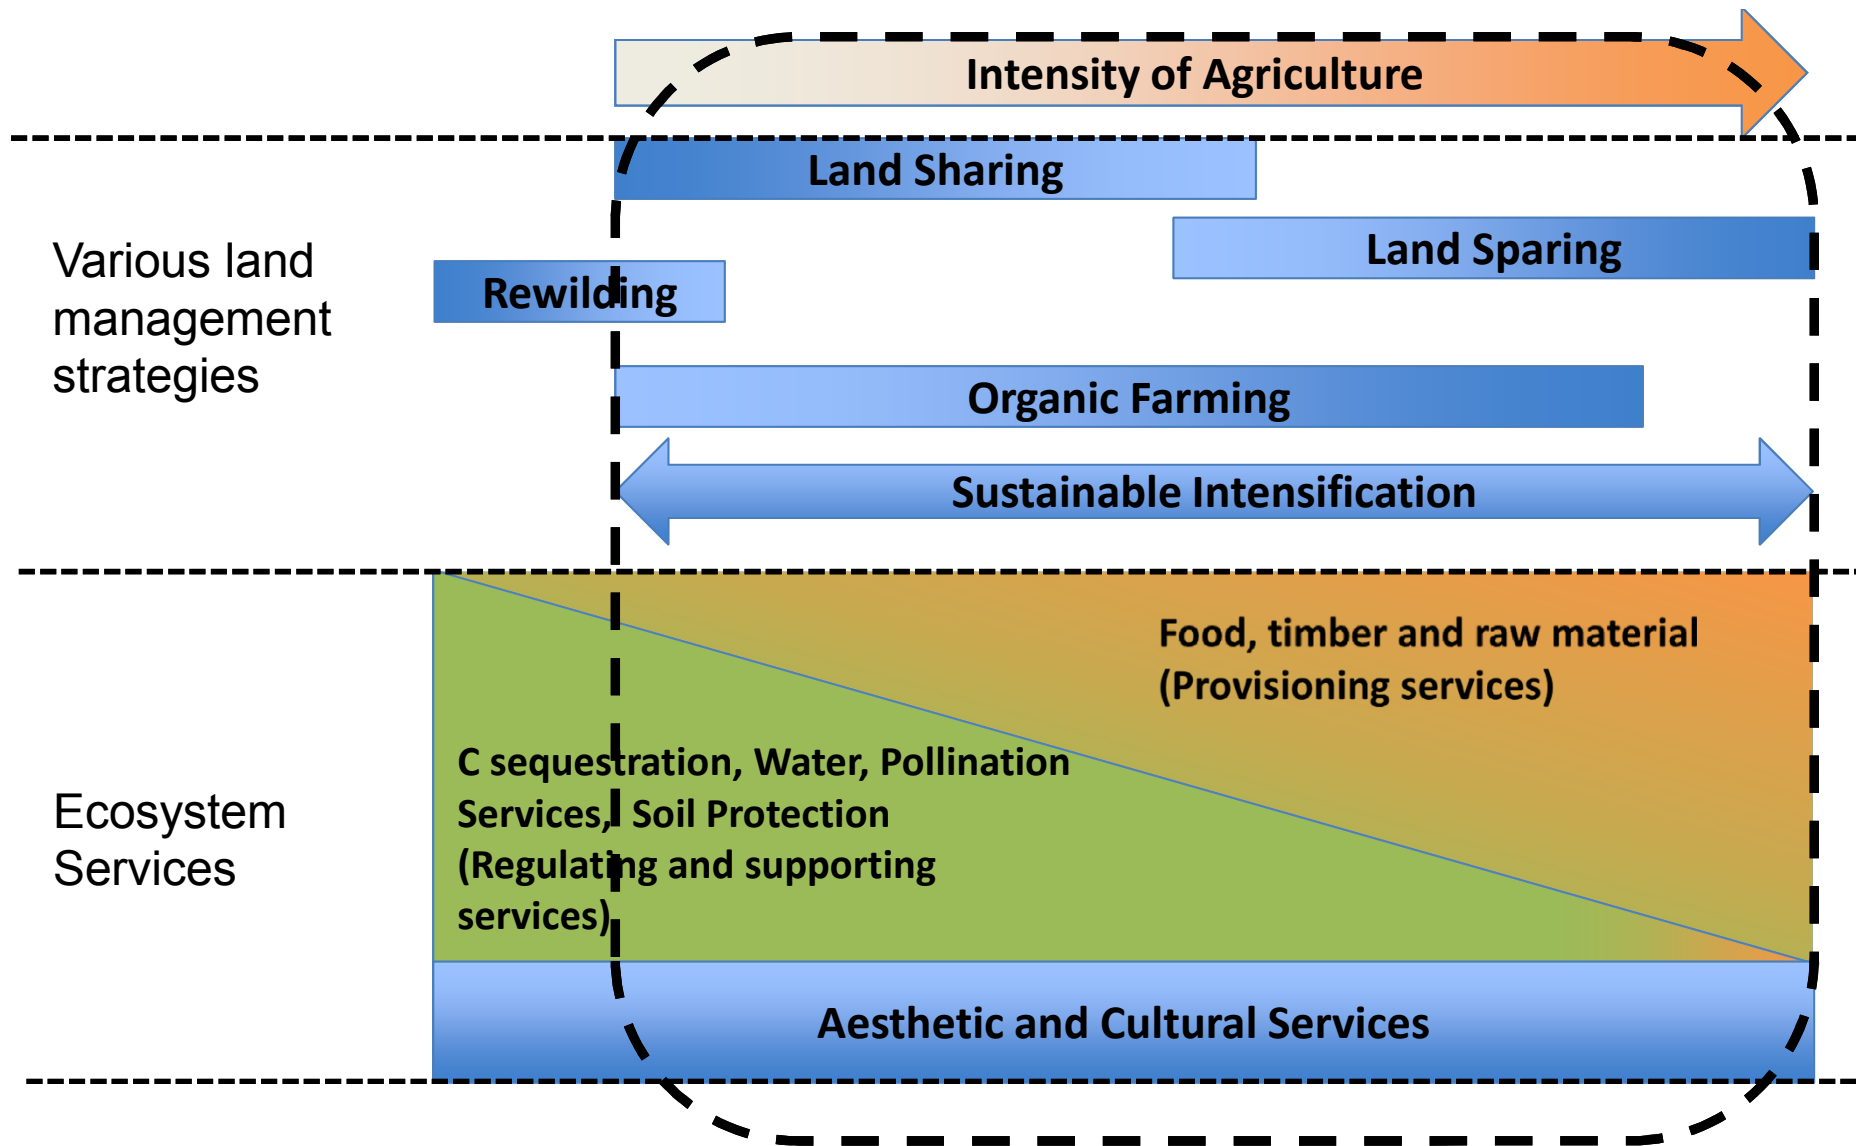 Intensity of Agriculture
Land Sharing
Land Sparing
Various land
management
strategies
Rewilding
Organic Farming
Sustainable Intensification
Food, timber and raw material
(Provisioning services)
C sequestration, Water, Pollination
Services,  Soil Protection
(Regulating and supporting
services)
Ecosystem
Services
Aesthetic and Cultural Services